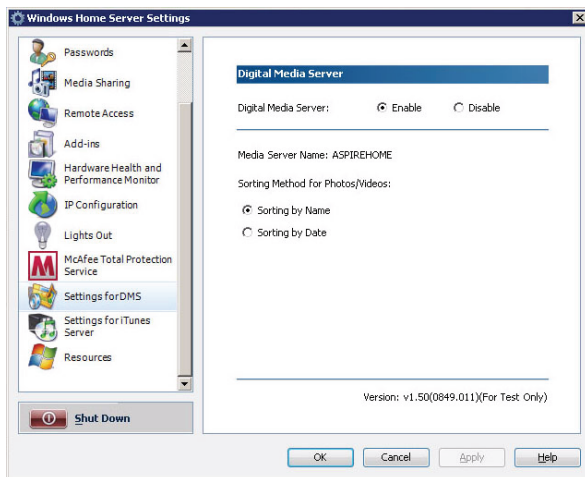 Windows Home Server Settings
Passwords
Media Sharing
Remote Access
Add-ins
Hardware Health and
Performance Monitor
IP Configuration
Lights Out
McAfee Total Protection
Service
Settings for DMS
Settings for iTunes
Server
Resources
Shut Down
Digital Media Server
Digital Media Server: Enable Disable
Media Server Name: ASPIREHOME
Sorting Method for Photos/Videos:
Sorting by Name
Sorting by Date
Version: v1.50(0849.011)(For Test Only)
OK Cancel Apply Help